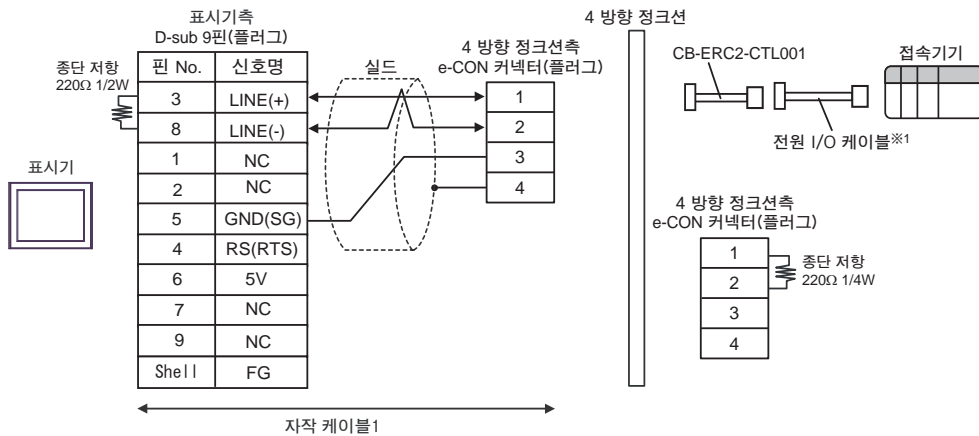 표시기측
D-sub 9핀(플러그)
종단 저항
220Ω 1/2W
핀 No. 신호명
3 LINE(+)
8 LINE(-)
1 NC
2 NC
5 GND(SG)
4 RS(RTS)
6 5V
7 NC
9 NC
Shell FG
표시기
실드
4 방향 정크션측
e-CON 커넥터(플러그)
1
2
3
4
자작 케이블1
4 방향 정크션
CB-ERC2-CTL001
접속기기
전원 I/O 케이블※1
4 방향 정크션측
e-CON 커넥터(플러그)
1
2
3
4
종단 저항
220Ω 1/4W